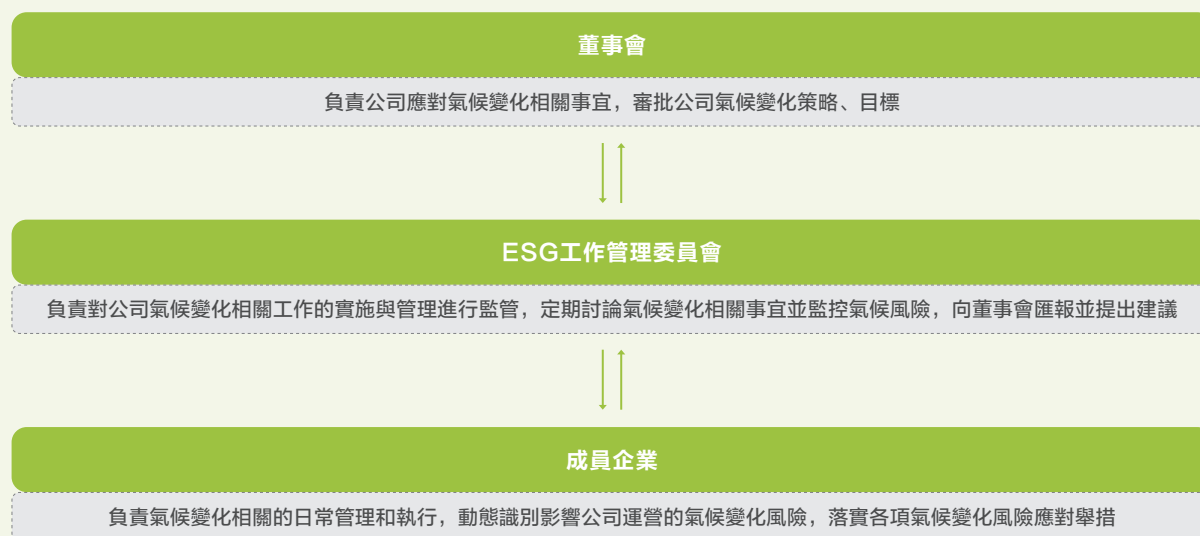 董事會
負責公司應對氣候變化相關事宜，審批公司氣候變化策略、目標
ESG工作管理委員會
負責對公司氣候變化相關工作的實施與管理進行監管，定期討論氣候變化相關事宜並監控氣候風險，向董事會匯報並提出建議
成員企業
負責氣候變化相關的日常管理和執行，動態識別影響公司運營的氣候變化風險，落實各項氣候變化風險應對舉措